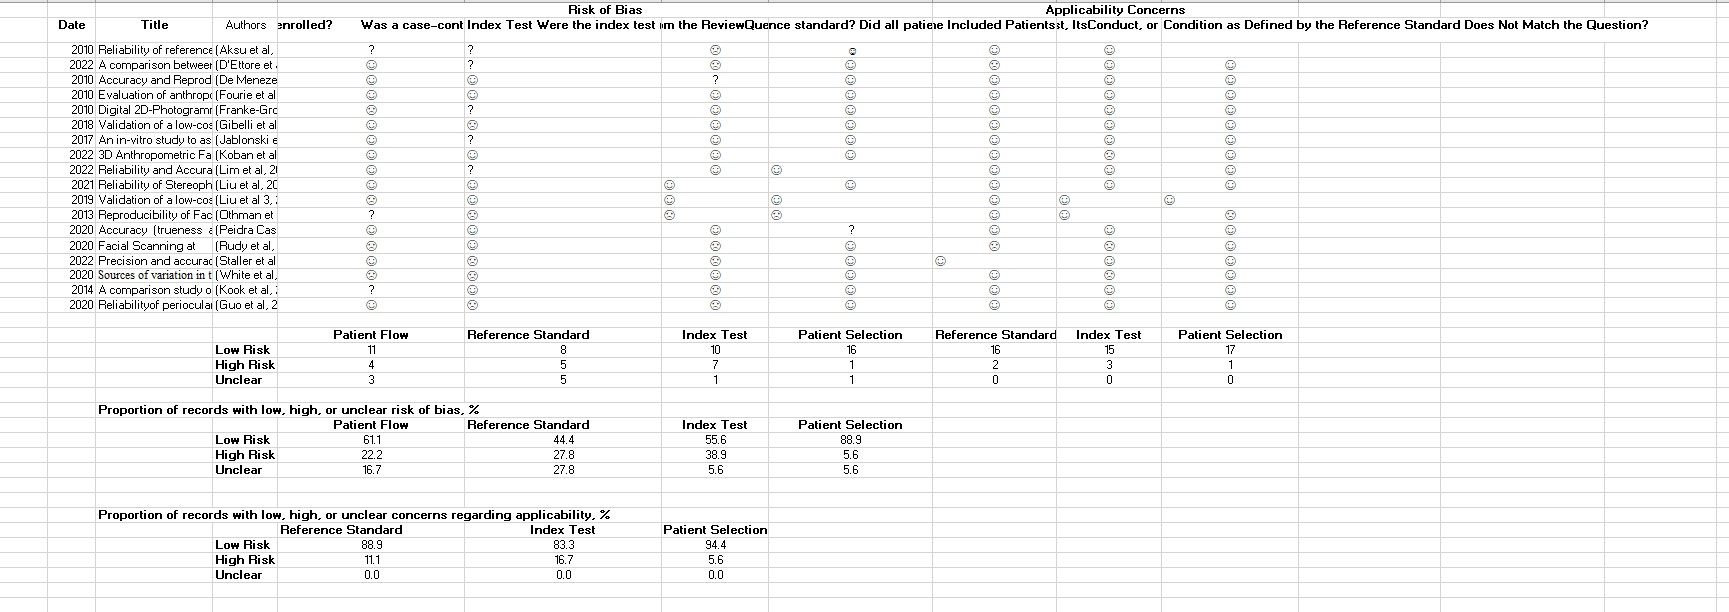 Risk of Bias Applicability Concerns
Date Title Authors enrolled? Was a case-cont Index Test Were the index test om the ReviewQue nce standard? Did all patie e Included Patients st, ItsConduct, or Condition as Defined by the Reference Standard Does Not Match the Question?
2010 Reliability of reference (Aksu et al, ? ? ☹ ☺ ☺ ☺
2022 A comparison between (D'Ettore et ☺ ? ☹ ☺ ☹ ☺ ☺
2010 Accuracy and Reprod (De Meneze ☺ ☺ ? ☺ ☺ ☺ ☺
2010 Evaluation of anthropo (Fourie et al ☺ ☺ ☺ ☺ ☺ ☺ ☺
2010 Digital 2D-Photogramr (Franke-Gro ☹ ? ☺ ☺ ☺ ☺ ☺
2018 Validation of a low-cos (Gibelli et al ☺ ☹ ☺ ☺ ☺ ☺ ☺
2017 An in-vitro study to as (Jablonski e ☺ ? ☺ ☺ ☺ ☺ ☺
2022 3D Anthropometric Fa (Koban et al ☺ ☺ ☺ ☺ ☺ ☹ ☺
2022 Reliability and Accura (Lim et al, 20 ☺ ? ☺ ☺ ☺ ☺ ☺
2021 Reliability of Stereoph (Liu et al, 20 ☺ ☺ ☺ ☺ ☺ ☺ ☺
2019 Validation of a low-cos (Liu et al 3, ☹ ☺ ☺ ☺ ☺ ☺ ☺
2013 Reproducibility of Fac (Othman et ? ☹ ☹ ☹ ☺ ☺ ☹
2020 Accuracy (trueness a (Peidra Cas ☺ ☺ ☺ ? ☺ ☺ ☺
2020 Facial Scanning at (Rudy et al, ☹ ☺ ☹ ☺ ☹ ☹ ☺
2022 Precision and accurac (Staller et al ☺ ☹ ☹ ☺ ☺ ☺
2020 Sources of variation in t (White et al, ☹ ☹ ☺ ☺ ☺ ☹ ☺
2014 A comparison study o (Kook et al, ? ☺ ☹ ☺ ☺ ☺ ☺
2020 Reliabilityof periocular (Guo et al, 2 ☺ ☹ ☹ ☺ ☺ ☺ ☺
Patient Flow Reference Standard Index Test Patient Selection Reference Standard Index Test Patient Selection
Low Risk 11 8 10 16 16 15 17
High Risk 4 5 7 1 2 3 1
Unclear 3 5 1 1 0 0 0
Proportion of records with low, high, or unclear risk of bias, %
Patient Flow Reference Standard Index Test Patient Selection
Low Risk 61.1 44.4 55.6 88.9
High Risk 22.2 27.8 38.9 5.6
Unclear 16.7 27.8 5.6 5.6
Proportion of records with low, high, or unclear concerns regarding applicability, %
Reference Standard Index Test Patient Selection
Low Risk 88.9 83.3 94.4
High Risk 11.1 16.7 5.6
Unclear 0.0 0.0 0.0